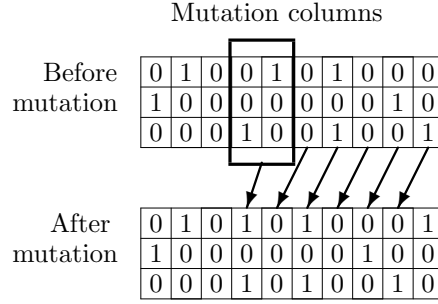 Mutation columns
Before mutation
0 1 0 0 1 0 1 0 0 0
1 0 0 0 0 0 0 0 1 0
0 0 0 1 0 0 1 0 0 1
After mutation
0 1 0 1 0 1 0 0 0 1
1 0 0 0 0 0 0 1 0 0
0 0 0 1 0 1 0 0 1 0